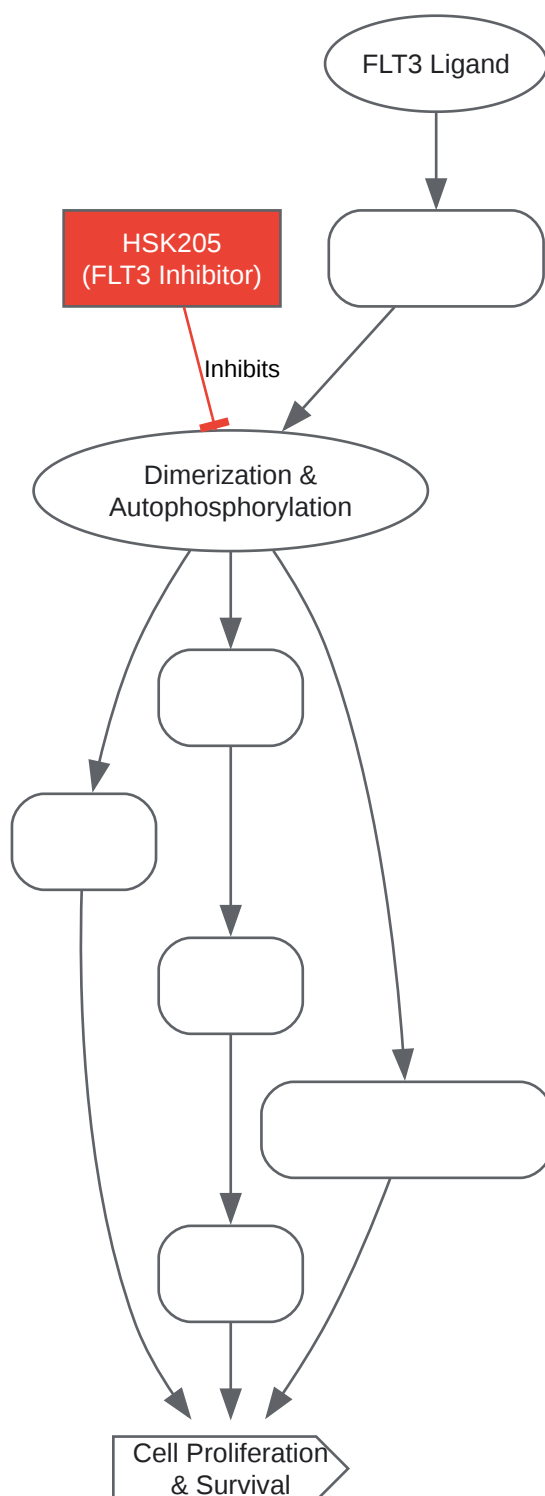 FLT3 Ligand
HSK205
(FLT3 Inhibitor)
Inhibits
Dimerization &
Autophosphorylation
Cell Proliferation
& Survival